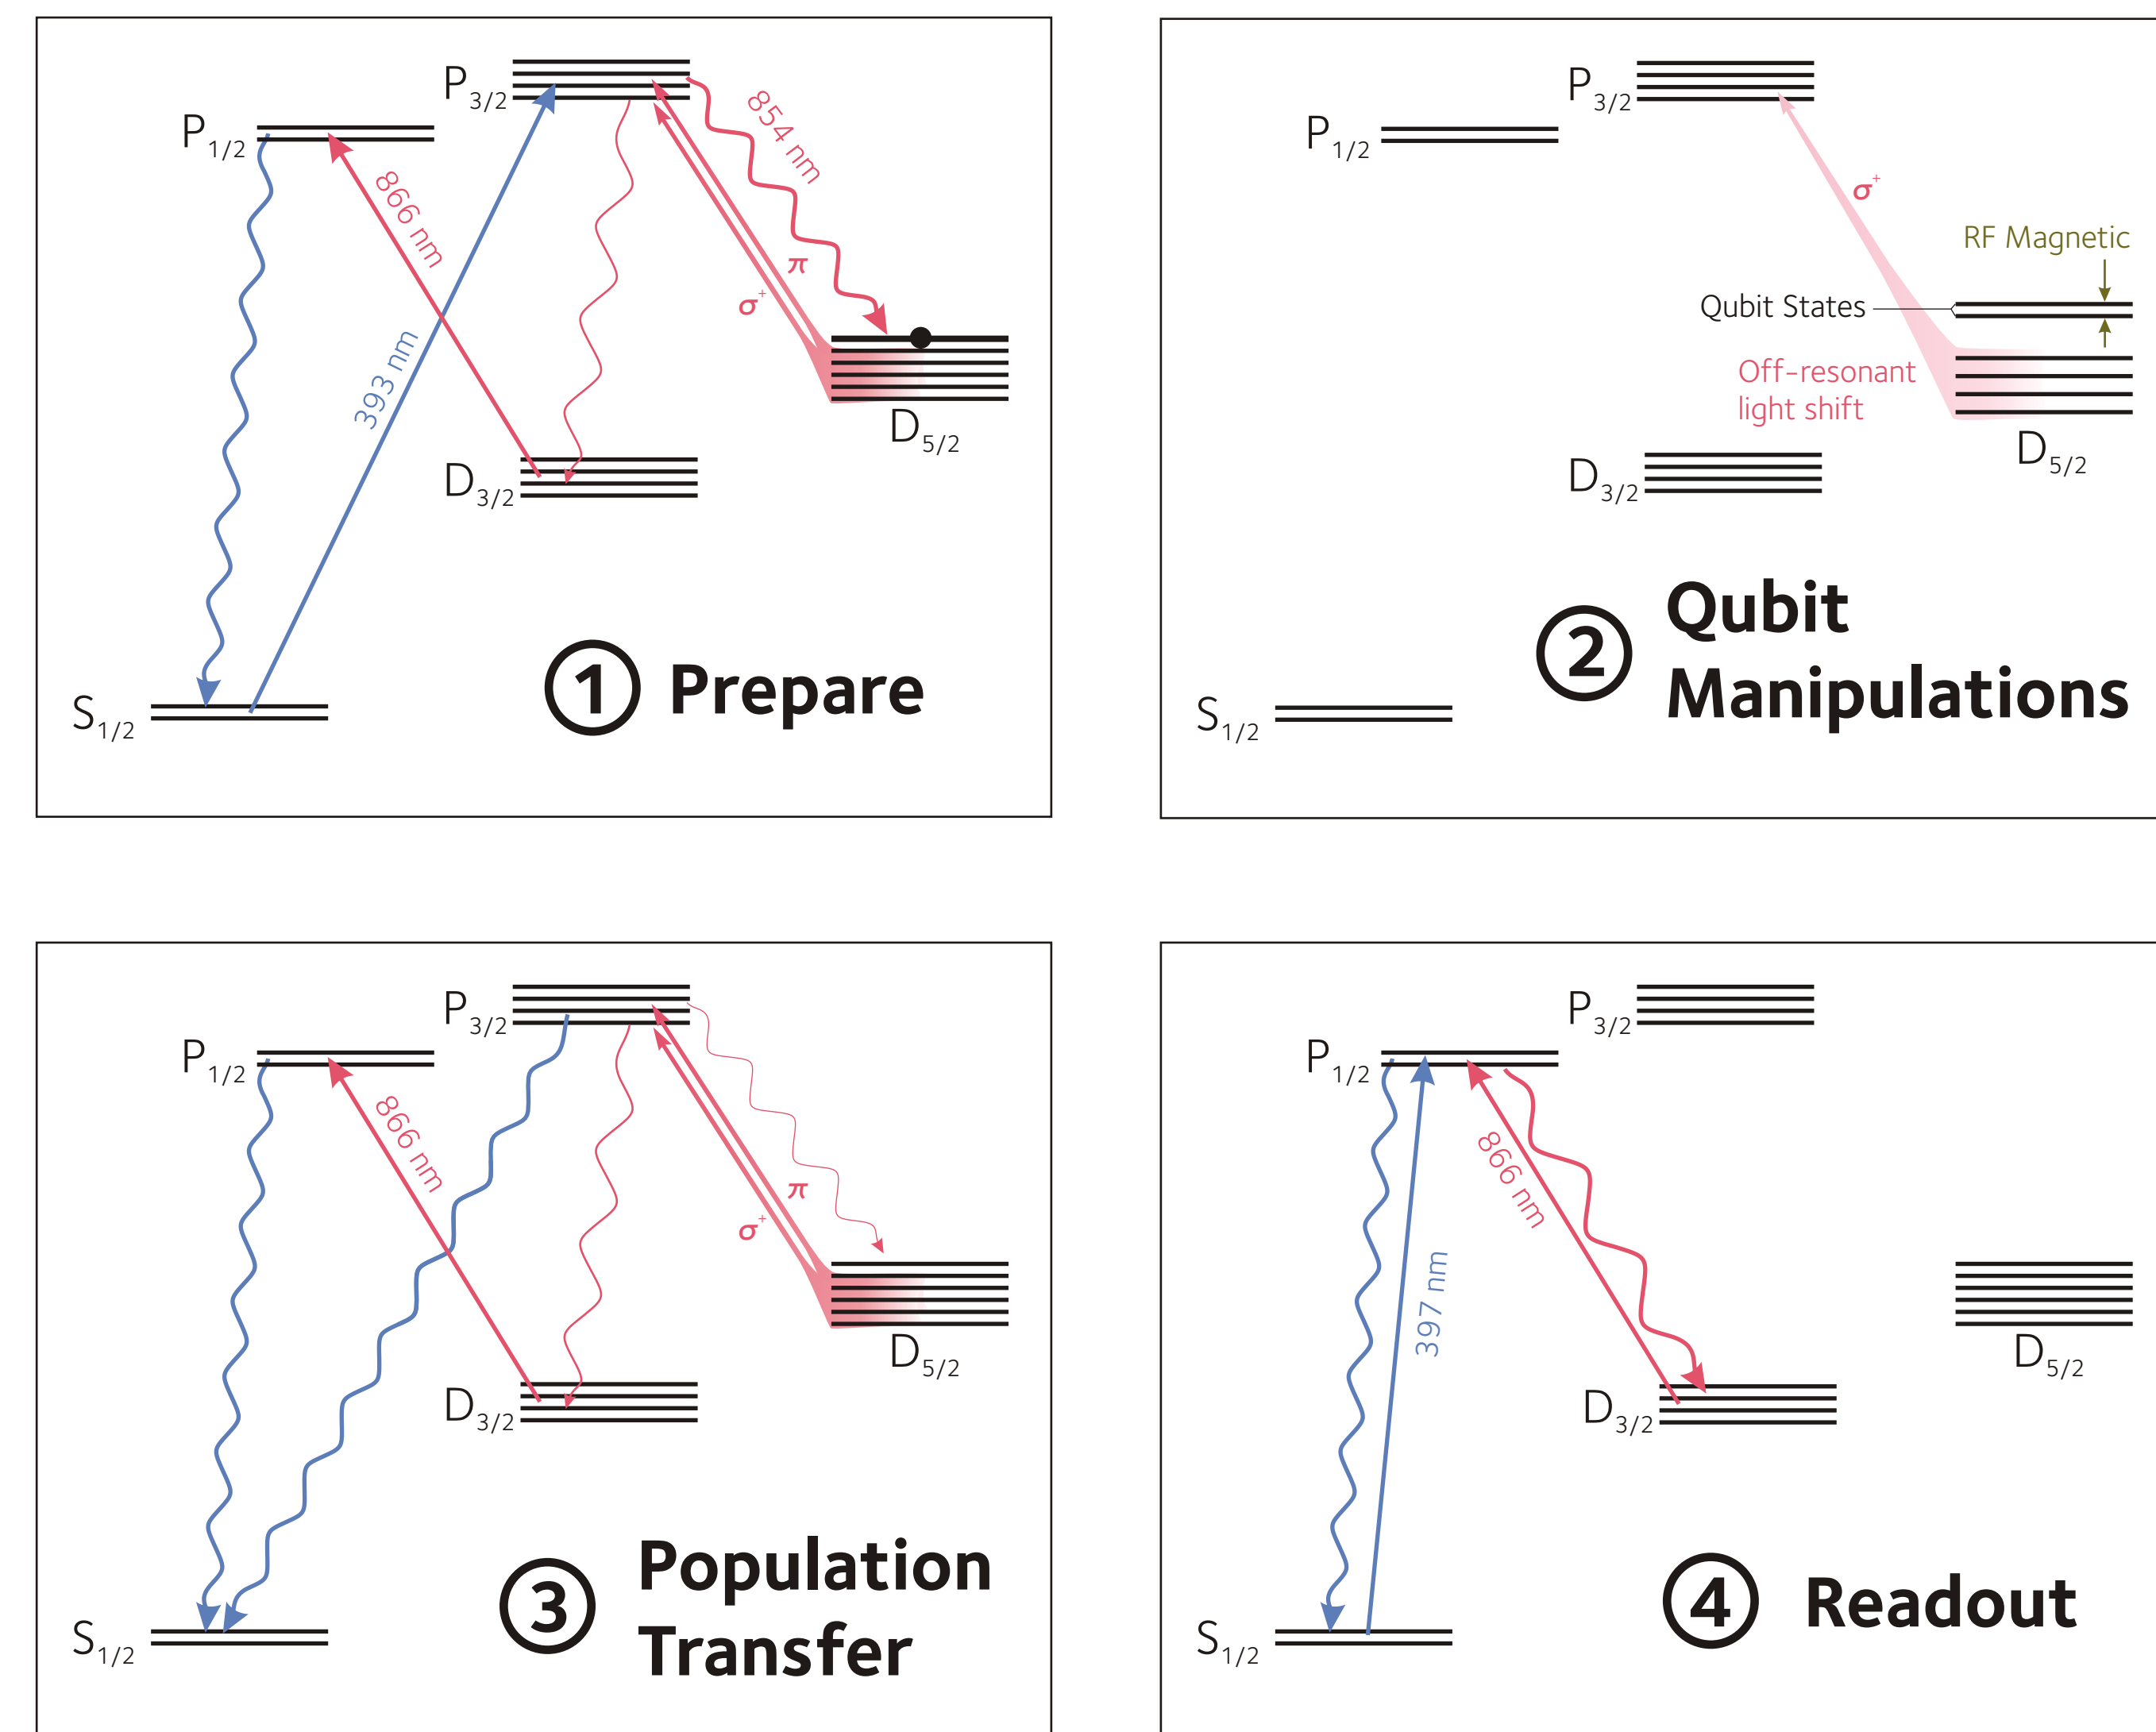 P3/2
P1/2
854 nm
866 nm
π
σ+
393 nm
D5/2
D3/2
1 Prepare
S1/2
P3/2
P1/2
σ+
RF Magnetic
Qubit States
Off-resonant
light shift
D5/2
D3/2
2 Qubit
Manipulations
S1/2
P3/2
P1/2
866 nm
π
σ+
D5/2
D3/2
3 Population
Transfer
S1/2
P3/2
P1/2
866 nm
397 nm
D5/2
D3/2
4 Readout
S1/2